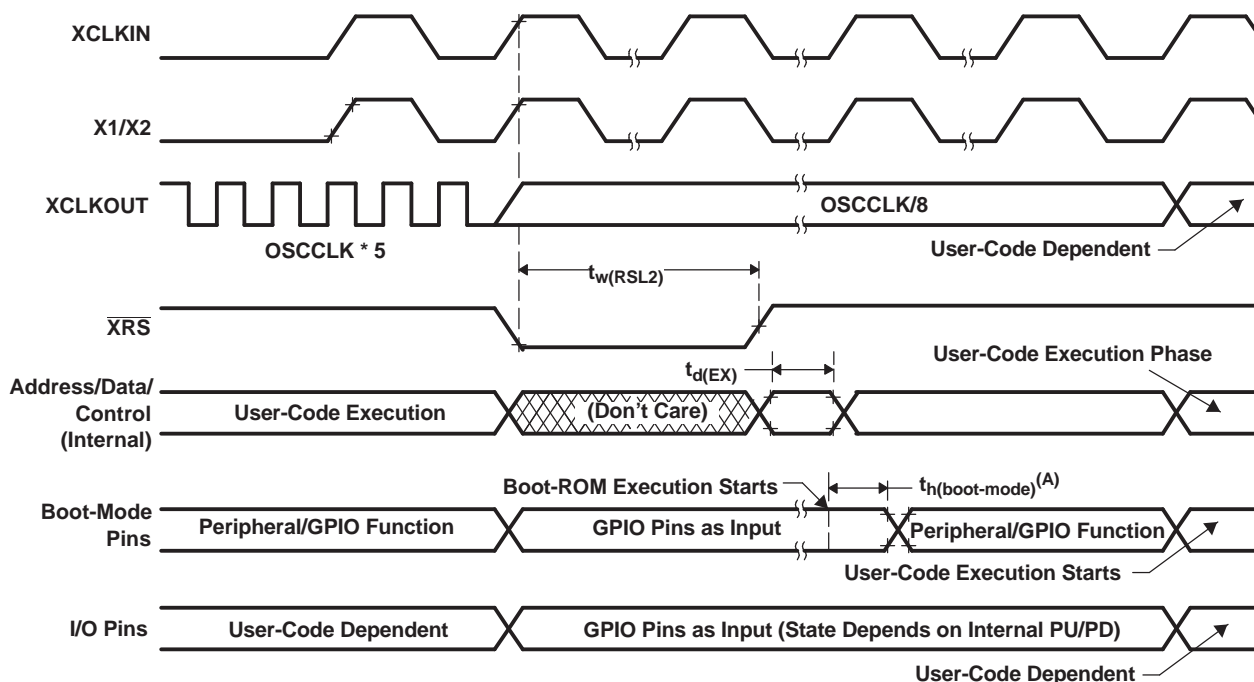 XCLKIN
X1/X2
XCLKOUT
OSCCLK * 5
OSCCLK/8
User-Code Dependent
tw(RSL2)
XRS
User-Code Execution Phase
td(EX)
Address/Data/
Control
(Internal)
User-Code Execution
(Don't Care)
Boot-ROM Execution Starts
th(boot-mode)(A)
Boot-Mode
Pins
Peripheral/GPIO Function
GPIO Pins as Input
Peripheral/GPIO Function
User-Code Execution Starts
I/O Pins
User-Code Dependent
GPIO Pins as Input (State Depends on Internal PU/PD)
User-Code Dependent